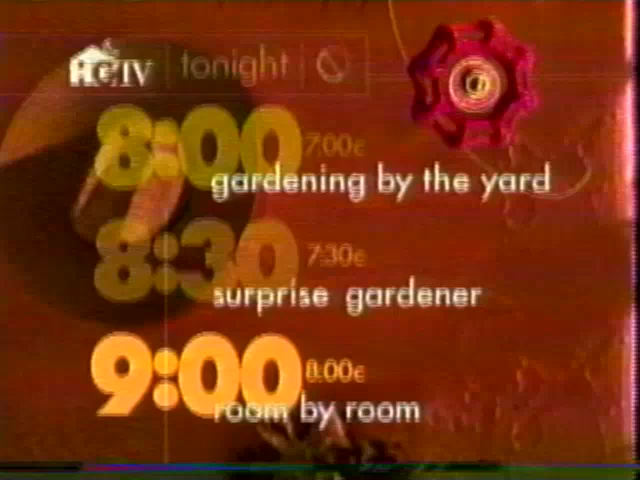 HGTV tonight
8:00 7:00c
gardening by the yard
8:30 7:30c
surprise gardener
9:00 8:00c
room by room